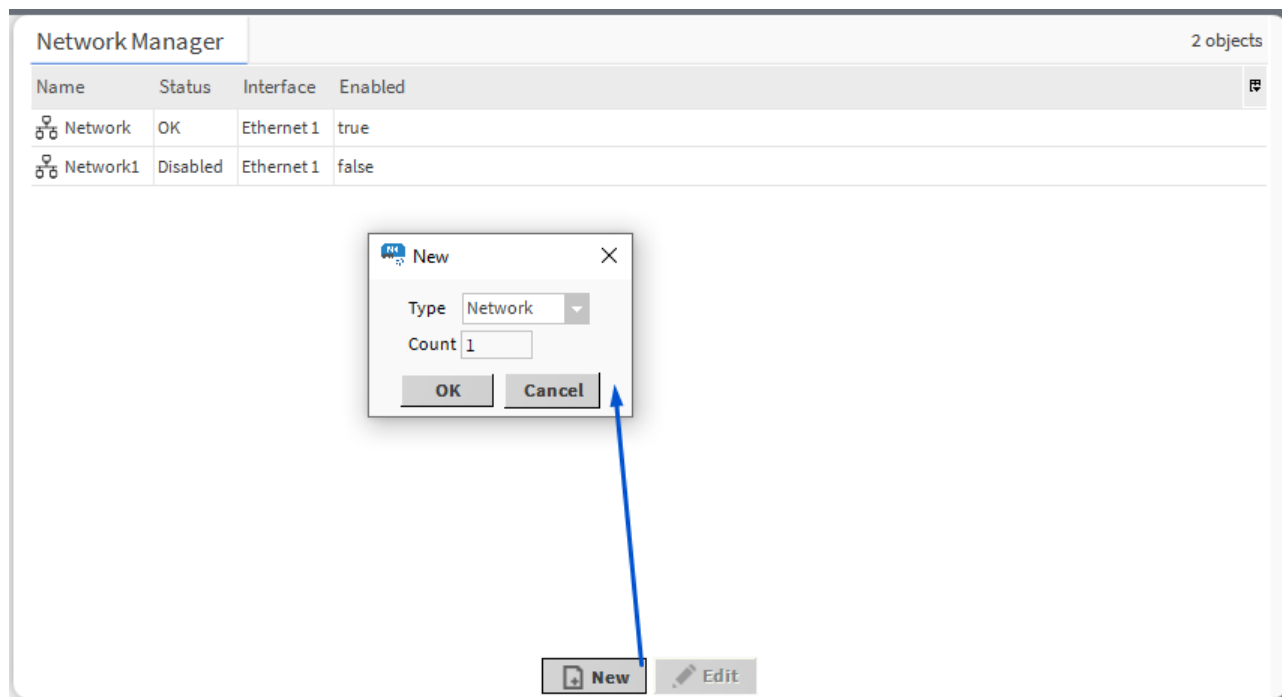 Network Manager 2 objects
Name Status Interface Enabled
Network OK Ethernet 1 true
Network1 Disabled Ethernet 1 false
N4 New
Type Network
Count 1
OK Cancel
New Edit